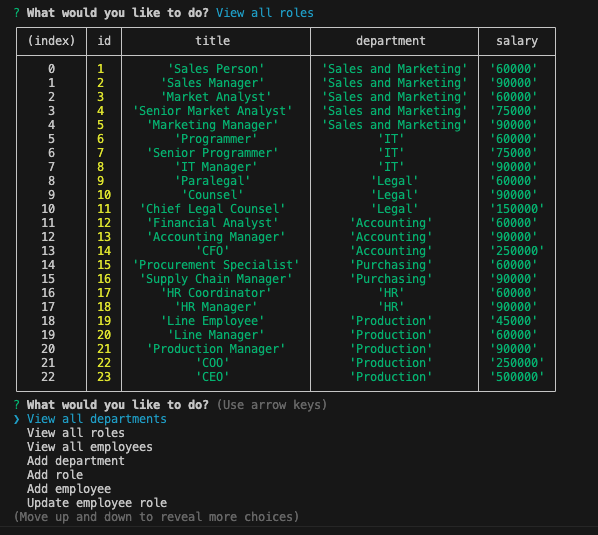 ? What would you like to do? View all roles
(index) id title department salary
0 1 'Sales Person' 'Sales and Marketing' '60000'
1 2 'Sales Manager' 'Sales and Marketing' '90000'
2 3 'Market Analyst' 'Sales and Marketing' '60000'
3 4 'Senior Market Analyst' 'Sales and Marketing' '75000'
4 5 'Marketing Manager' 'Sales and Marketing' '90000'
5 6 'Programmer' 'IT' '60000'
6 7 'Senior Programmer' 'IT' '75000'
7 8 'IT Manager' 'IT' '90000'
8 9 'Paralegal' 'Legal' '60000'
9 10 'Counsel' 'Legal' '90000'
10 11 'Chief Legal Counsel' 'Legal' '150000'
11 12 'Financial Analyst' 'Accounting' '60000'
12 13 'Accounting Manager' 'Accounting' '90000'
13 14 'CFO' 'Accounting' '250000'
14 15 'Procurement Specialist' 'Purchasing' '60000'
15 16 'Supply Chain Manager' 'Purchasing' '90000'
16 17 'HR Coordinator' 'HR' '60000'
17 18 'HR Manager' 'HR' '90000'
18 19 'Line Employee' 'Production' '45000'
19 20 'Line Manager' 'Production' '60000'
20 21 'Production Manager' 'Production' '90000'
21 22 'COO' 'Production' '250000'
22 23 'CEO' 'Production' '500000'
? What would you like to do? (Use arrow keys)
❯ View all departments
View all roles
View all employees
Add department
Add role
Add employee
Update employee role
(Move up and down to reveal more choices)